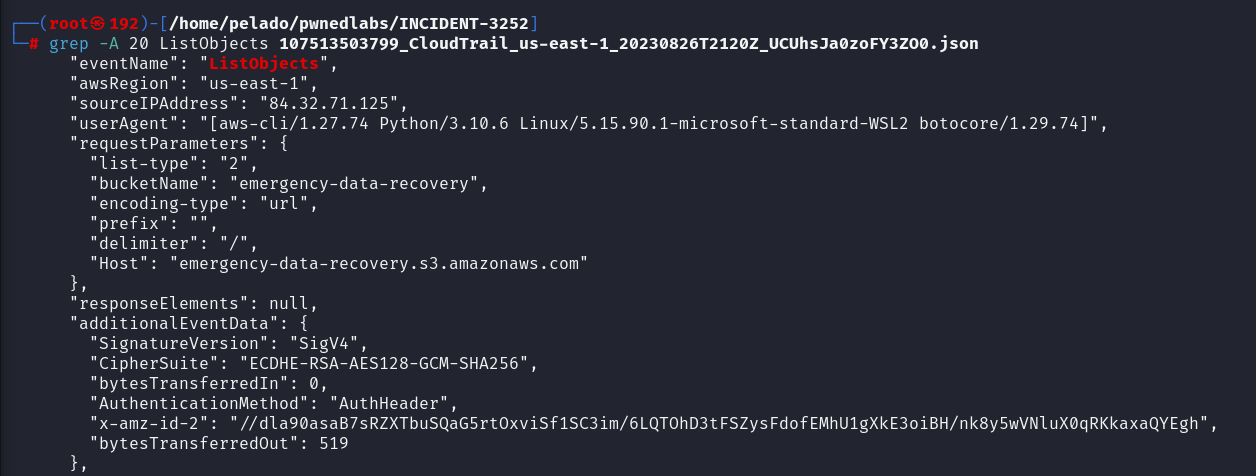 ┌──(root㉿192)-[/home/pelado/pwnedlabs/INCIDENT-3252]
└─# grep -A 20 ListObjects 107513503799_CloudTrail_us-east-1_20230826T2120Z_UCUhsJa0zoFY3ZO0.json
"eventName": "ListObjects",
"awsRegion": "us-east-1",
"sourceIPAddress": "84.32.71.125",
"userAgent": "[aws-cli/1.27.74 Python/3.10.6 Linux/5.15.90.1-microsoft-standard-WSL2 botocore/1.29.74]",
"requestParameters": {
"list-type": "2",
"bucketName": "emergency-data-recovery",
"encoding-type": "url",
"prefix": "",
"delimiter": "/",
"Host": "emergency-data-recovery.s3.amazonaws.com"
},
"responseElements": null,
"additionalEventData": {
"SignatureVersion": "SigV4",
"CipherSuite": "ECDHE-RSA-AES128-GCM-SHA256",
"bytesTransferredIn": 0,
"AuthenticationMethod": "AuthHeader",
"x-amz-id-2": "//dla90asaB7sRZXTbuSQaG5rtOxviSf1SC3im/6LQTOhD3tFSZysFdofEMhU1gXkE3oiBH/nk8y5wVNluX0qRKkaxaQYEgh",
"bytesTransferredOut": 519
},